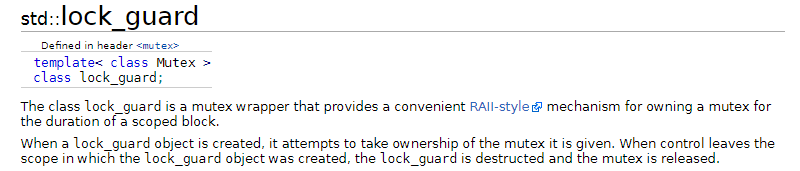 std::lock_guard
Defined in header <mutex>
template< class Mutex >
class lock_guard;
The class lock_guard is a mutex wrapper that provides a convenient RAII-style mechanism for owning a mutex for
the duration of a scoped block.
When a lock_guard object is created, it attempts to take ownership of the mutex it is given. When control leaves the
scope in which the lock_guard object was created, the lock_guard is destructed and the mutex is released.